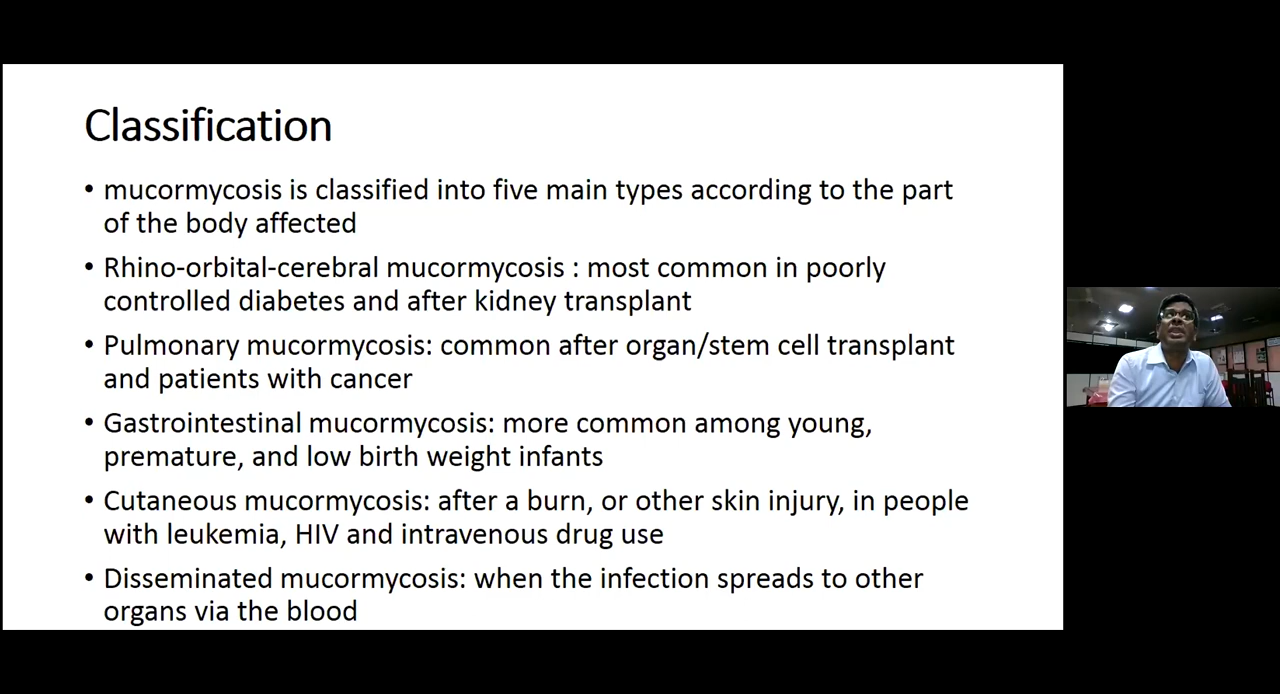 Classification
• mucormycosis is classified into five main types according to the part
of the body affected
• Rhino-orbital-cerebral mucormycosis : most common in poorly
controlled diabetes and after kidney transplant
• Pulmonary mucormycosis: common after organ/stem cell transplant
and patients with cancer
• Gastrointestinal mucormycosis: more common among young,
premature, and low birth weight infants
• Cutaneous mucormycosis: after a burn, or other skin injury, in people
with leukemia, HIV and intravenous drug use
• Disseminated mucormycosis: when the infection spreads to other
organs via the blood